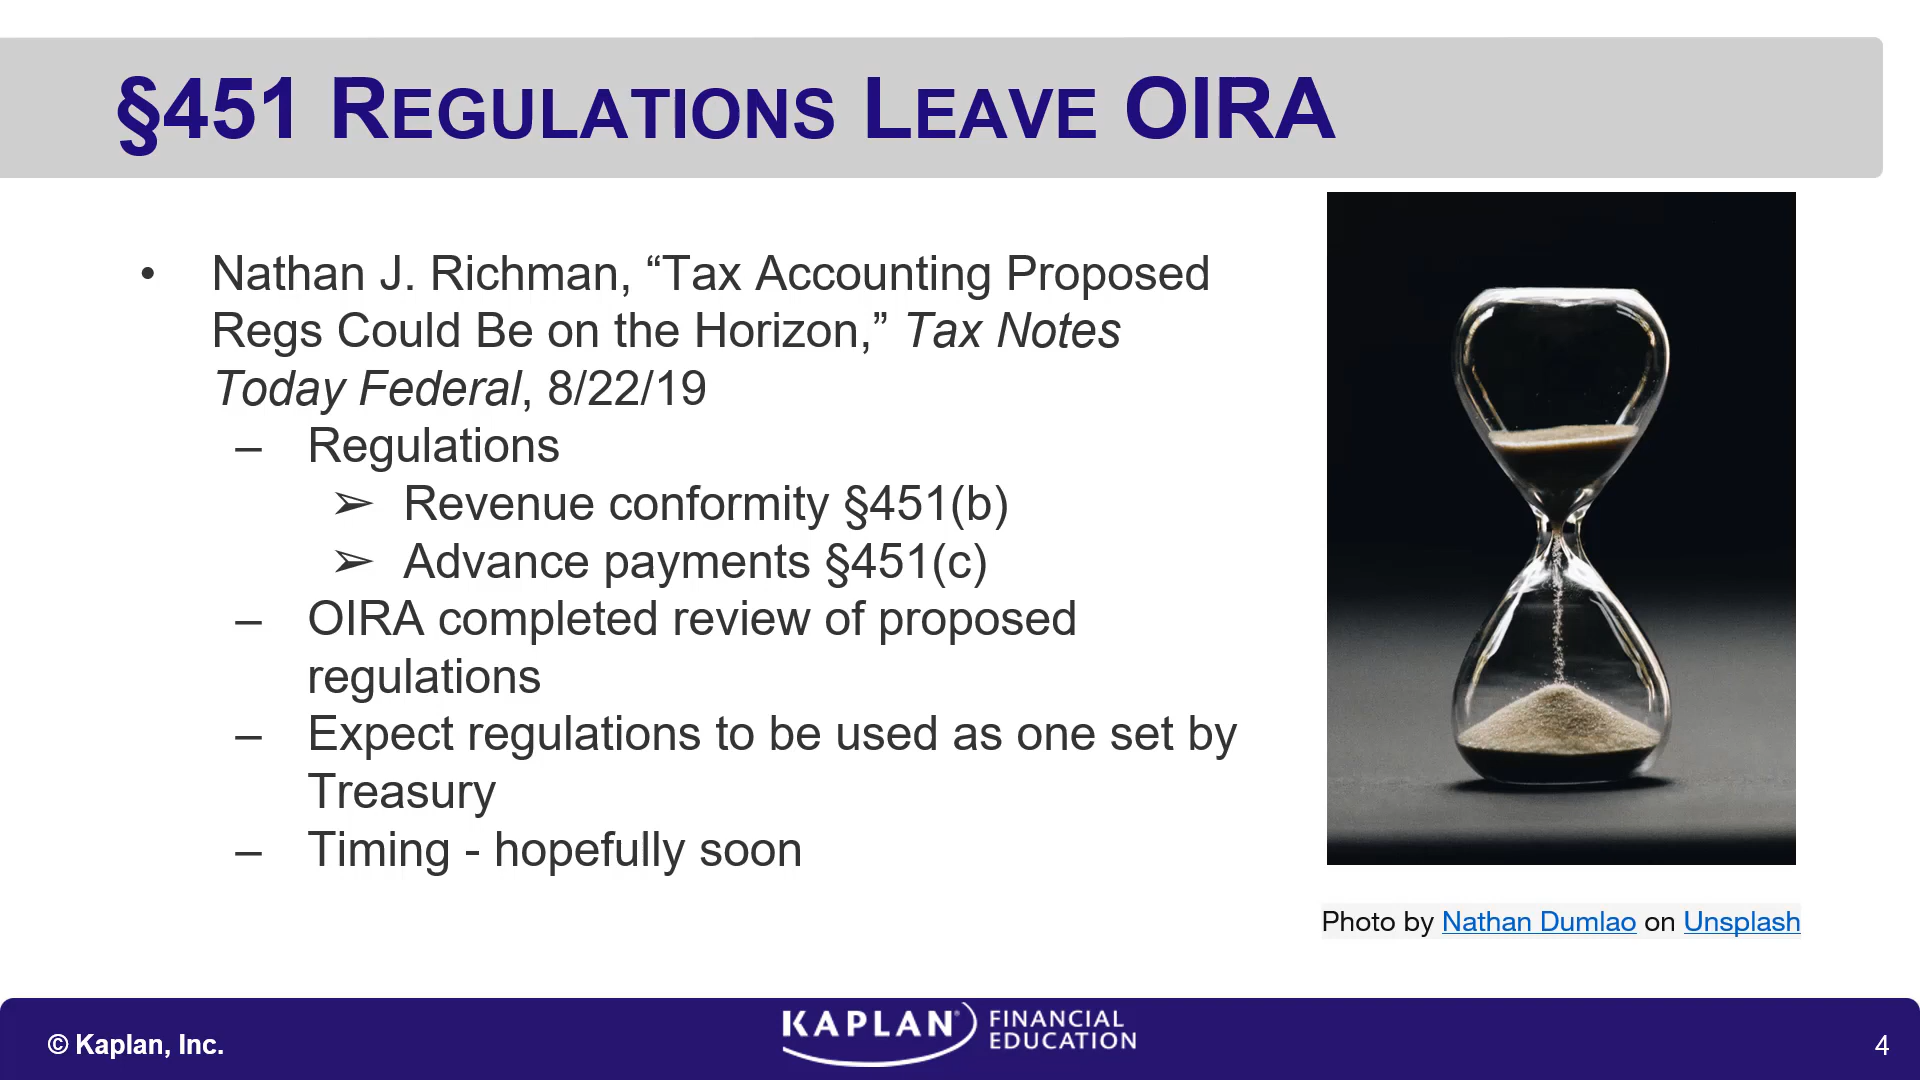 §451 REGULATIONS LEAVE OIRA
• Nathan J. Richman, “Tax Accounting Proposed
Regs Could Be on the Horizon,” Tax Notes
Today Federal, 8/22/19
– Regulations
➢ Revenue conformity §451(b)
➢ Advance payments §451(c)
– OIRA completed review of proposed
regulations
– Expect regulations to be used as one set by
Treasury
– Timing - hopefully soon
Photo by Nathan Dumlao on Unsplash
© Kaplan, Inc.
KAPLAN® FINANCIAL
EDUCATION
4